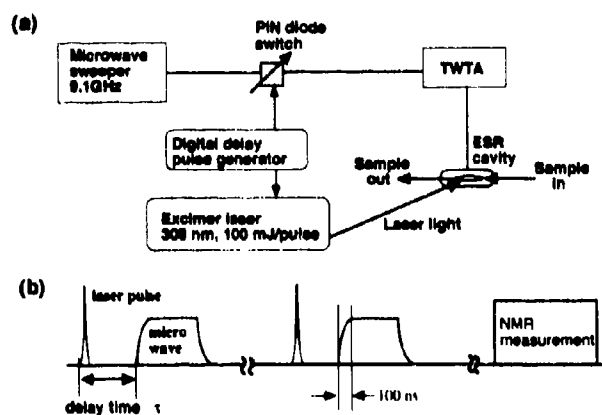 (a)
PIN diode
switch
Microwave
sweeper
9.1GHz
TWTA
Digital delay
pulse generator
ESR
cavity
Sample
out
Sample
in
Excimer laser
308 nm, 100 mJ/pulse
Laser light
(b)
laser pulse
micro
wave
NMR
measurement
100 ns
delay time τ